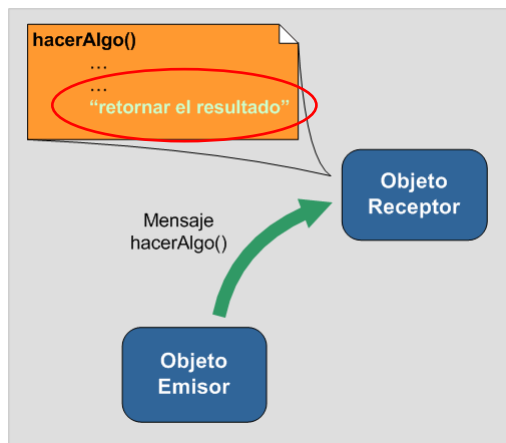 hacerAlgo()
…
…
“retornar el resultado”
Objeto
Receptor
Mensaje
hacerAlgo()
Objeto
Emisor